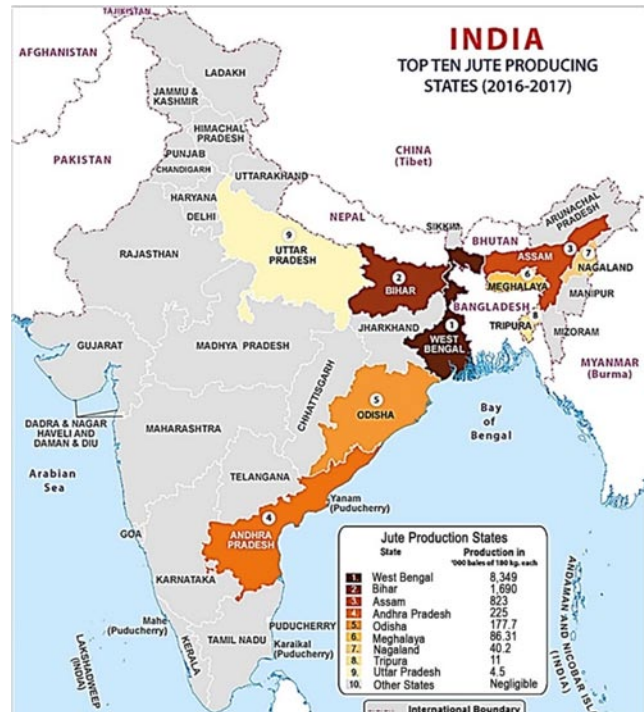 TAJIKISTAN
AFGHANISTAN
INDIA
TOP TEN JUTE PRODUCING
STATES (2016-2017)
LADAKH
JAMMU &
KASHMIR
HIMACHAL
PRADESH
PUNJAB
CHANDIGARH
UTTARAKHAND
PAKISTAN
CHINA
(Tibet)
HARYANA
DELHI
NEPAL
SIKKIM
BHUTAN
ARUNACHAL
PRADESH
9
UTTAR
PRADESH
RAJASTHAN
2
BIHAR
ASSAM
3
7
NAGALAND
6
MEGHALAYA
MANIPUR
BANGLADESH
8
TRIPURA
MIZORAM
JHARKHAND
1
WEST
BENGAL
GUJARAT
MADHYA PRADESH
CHHATTISGARH
MYANMAR
(Burma)
5
ODISHA
DADRA & NAGAR
HAVELI AND
DAMAN & DIU
MAHARASHTRA
Bay
of
Bengal
Arabian
Sea
TELANGANA
Yanam
(Puducherry)
4
ANDHRA
PRADESH
GOA
KARNATAKA
Mahe
(Puducherry)
PUDUCHERRY
Karaikal
(Puducherry)
TAMIL NADU
KERALA
LAKSHADWEEP
(INDIA)
ANDAMAN AND NICOBAR ISL
(INDIA)
Jute Production States
State Production in
'000 bales of 180 kg. each
1. West Bengal 8,349
2. Bihar 1,690
3. Assam 823
4. Andhra Pradesh 225
5. Odisha 177.7
6. Meghalaya 86.31
7. Nagaland 40.2
8. Tripura 11
9. Uttar Pradesh 4.5
10. Other States Negligible
International Boundary